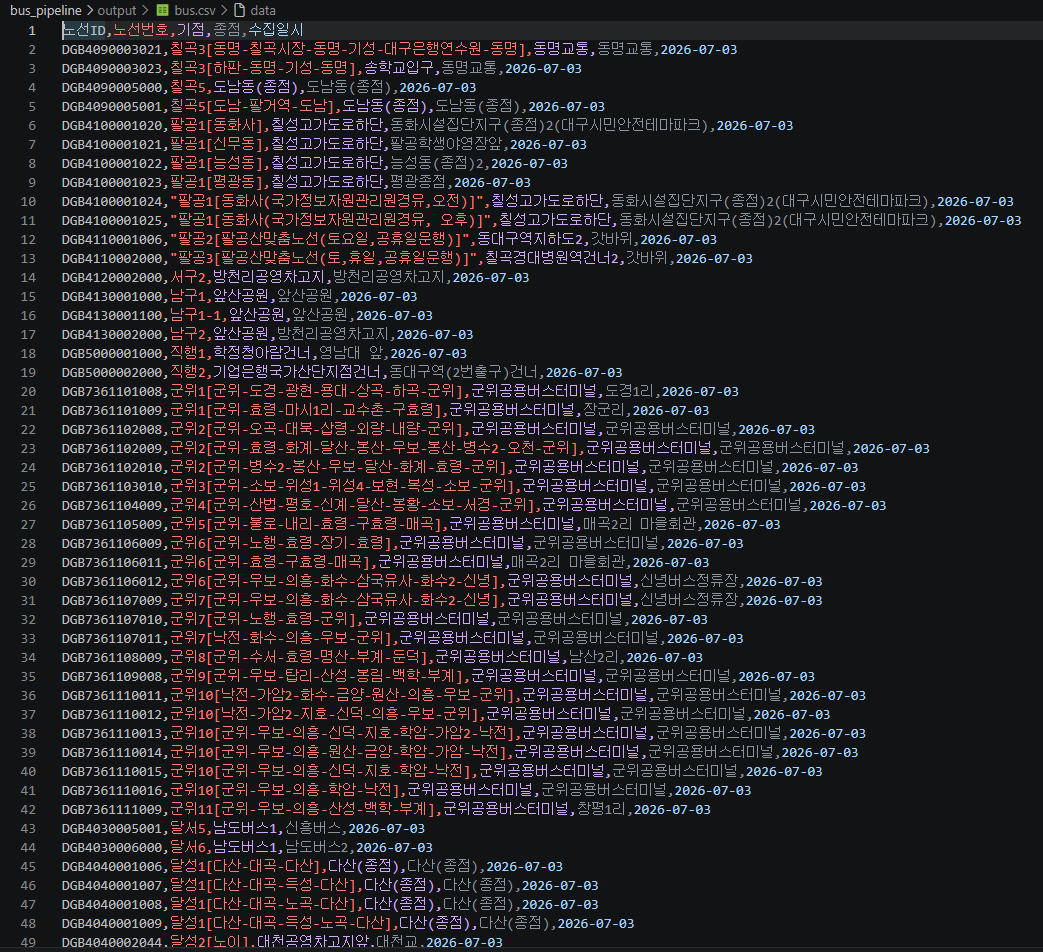 bus_pipeline > output > bus.csv > data
1 노선ID,노선번호,기점,종점,수집일시
2 DGB4090003021,칠곡3[동명-칠곡시장-동명-기성-대구은행연수원-동명],동명교통,동명교통,2026-07-03
3 DGB4090003023,칠곡3[하판-동명-기성-동명],송학교입구,동명교통,2026-07-03
4 DGB4090005000,칠곡5,도남동(종점),도남동(종점),2026-07-03
5 DGB4090005001,칠곡5[도남-팔거역-도남],도남동(종점),도남동(종점),2026-07-03
6 DGB4100001020,팔공1[동화사],칠성고가도로하단,동화시설집단지구(종점)2(대구시민안전테마파크),2026-07-03
7 DGB4100001021,팔공1[신무동],칠성고가도로하단,팔공학생야영장앞,2026-07-03
8 DGB4100001022,팔공1[능성동],칠성고가도로하단,능성동(종점)2,2026-07-03
9 DGB4100001023,팔공1[평광동],칠성고가도로하단,평광종점,2026-07-03
10 DGB4100001024,"팔공1[동화사(국가정보자원관리원경유,오전)]",칠성고가도로하단,동화시설집단지구(종점)2(대구시민안전테마파크),2026-07-03
11 DGB4100001025,"팔공1[동화사(국가정보자원관리원경유, 오후)]",칠성고가도로하단,동화시설집단지구(종점)2(대구시민안전테마파크),2026-07-03
12 DGB4110001006,"팔공2[팔공산맞춤노선(토요일,공휴일운행)]",동대구역지하도2,갓바위,2026-07-03
13 DGB4110002000,"팔공3[팔공산맞춤노선(토,휴일,공휴일운행)]",칠곡경대병원역건너2,갓바위,2026-07-03
14 DGB4120002000,서구2,방천리공영차고지,방천리공영차고지,2026-07-03
15 DGB4130001000,남구1,앞산공원,앞산공원,2026-07-03
16 DGB4130001100,남구1-1,앞산공원,앞산공원,2026-07-03
17 DGB4130002000,남구2,앞산공원,방천리공영차고지,2026-07-03
18 DGB5000001000,직행1,학정청아람건너,영남대 앞,2026-07-03
19 DGB5000002000,직행2,기업은행국가산단지점건너,동대구역(2번출구)건너,2026-07-03
20 DGB7361101008,군위1[군위-도경-광현-용대-상곡-하곡-군위],군위공용버스터미널,도경1리,2026-07-03
21 DGB7361101009,군위1[군위-효령-마시1리-교수촌-구효령],군위공용버스터미널,장군리,2026-07-03
22 DGB7361102008,군위2[군위-오곡-대북-삽령-외량-내량-군위],군위공용버스터미널,군위공용버스터미널,2026-07-03
23 DGB7361102009,군위2[군위-효령-화계-달산-봉산-우보-봉산-병수2-오천-군위],군위공용버스터미널,군위공용버스터미널,2026-07-03
24 DGB7361102010,군위2[군위-병수2-봉산-우보-달산-화계-효령-군위],군위공용버스터미널,군위공용버스터미널,2026-07-03
25 DGB7361103010,군위3[군위-소보-위성1-위성4-보현-복성-소보-군위],군위공용버스터미널,군위공용버스터미널,2026-07-03
26 DGB7361104009,군위4[군위-산법-평호-신계-달산-봉황-소보-서경-군위],군위공용버스터미널,군위공용버스터미널,2026-07-03
27 DGB7361105009,군위5[군위-불로-내리-효령-구효령-매곡],군위공용버스터미널,매곡2리 마을회관,2026-07-03
28 DGB7361106009,군위6[군위-노행-효령-장기-효령],군위공용버스터미널,군위공용버스터미널,2026-07-03
29 DGB7361106011,군위6[군위-효령-구효령-매곡],군위공용버스터미널,매곡2리 마을회관,2026-07-03
30 DGB7361106012,군위6[군위-우보-의흥-화수-삼국유사-화수2-신녕],군위공용버스터미널,신녕버스정류장,2026-07-03
31 DGB7361107009,군위7[군위-우보-의흥-화수-삼국유사-화수2-신녕],군위공용버스터미널,신녕버스정류장,2026-07-03
32 DGB7361107010,군위7[군위-노행-효령-군위],군위공용버스터미널,군위공용버스터미널,2026-07-03
33 DGB7361107011,군위7[낙전-화수-의흥-우보-군위],군위공용버스터미널,군위공용버스터미널,2026-07-03
34 DGB7361108009,군위8[군위-수서-효령-명산-부계-둔덕],군위공용버스터미널,남산2리,2026-07-03
35 DGB7361109008,군위9[군위-우보-탑리-산성-봉림-백학-부계],군위공용버스터미널,군위공용버스터미널,2026-07-03
36 DGB7361110011,군위10[낙전-가암2-화수-금양-원산-의흥-우보-군위],군위공용버스터미널,군위공용버스터미널,2026-07-03
37 DGB7361110012,군위10[낙전-가암2-지호-신덕-의흥-우보-군위],군위공용버스터미널,군위공용버스터미널,2026-07-03
38 DGB7361110013,군위10[군위-우보-의흥-신덕-지호-학암-가암2-낙전],군위공용버스터미널,군위공용버스터미널,2026-07-03
39 DGB7361110014,군위10[군위-우보-의흥-원산-금양-학암-가암-낙전],군위공용버스터미널,군위공용버스터미널,2026-07-03
40 DGB7361110015,군위10[군위-우보-의흥-신덕-지호-학암-낙전],군위공용버스터미널,군위공용버스터미널,2026-07-03
41 DGB7361110016,군위10[군위-우보-의흥-학암-낙전],군위공용버스터미널,군위공용버스터미널,2026-07-03
42 DGB7361111009,군위11[군위-우보-의흥-산성-백학-부계],군위공용버스터미널,창평1리,2026-07-03
43 DGB4030005001,달서5,남도버스1,신흥버스,2026-07-03
44 DGB4030006000,달서6,남도버스1,남도버스2,2026-07-03
45 DGB4040001006,달성1[다산-대곡-다산],다산(종점),다산(종점),2026-07-03
46 DGB4040001007,달성1[다산-대곡-득성-다산],다산(종점),다산(종점),2026-07-03
47 DGB4040001008,달성1[다산-대곡-노곡-다산],다산(종점),다산(종점),2026-07-03
48 DGB4040001009,달성1[다산-대곡-득성-노곡-다산],다산(종점),다산(종점),2026-07-03
49 DGB4040002044,달성2[노이],대천공영차고지앞,대천교,2026-07-03